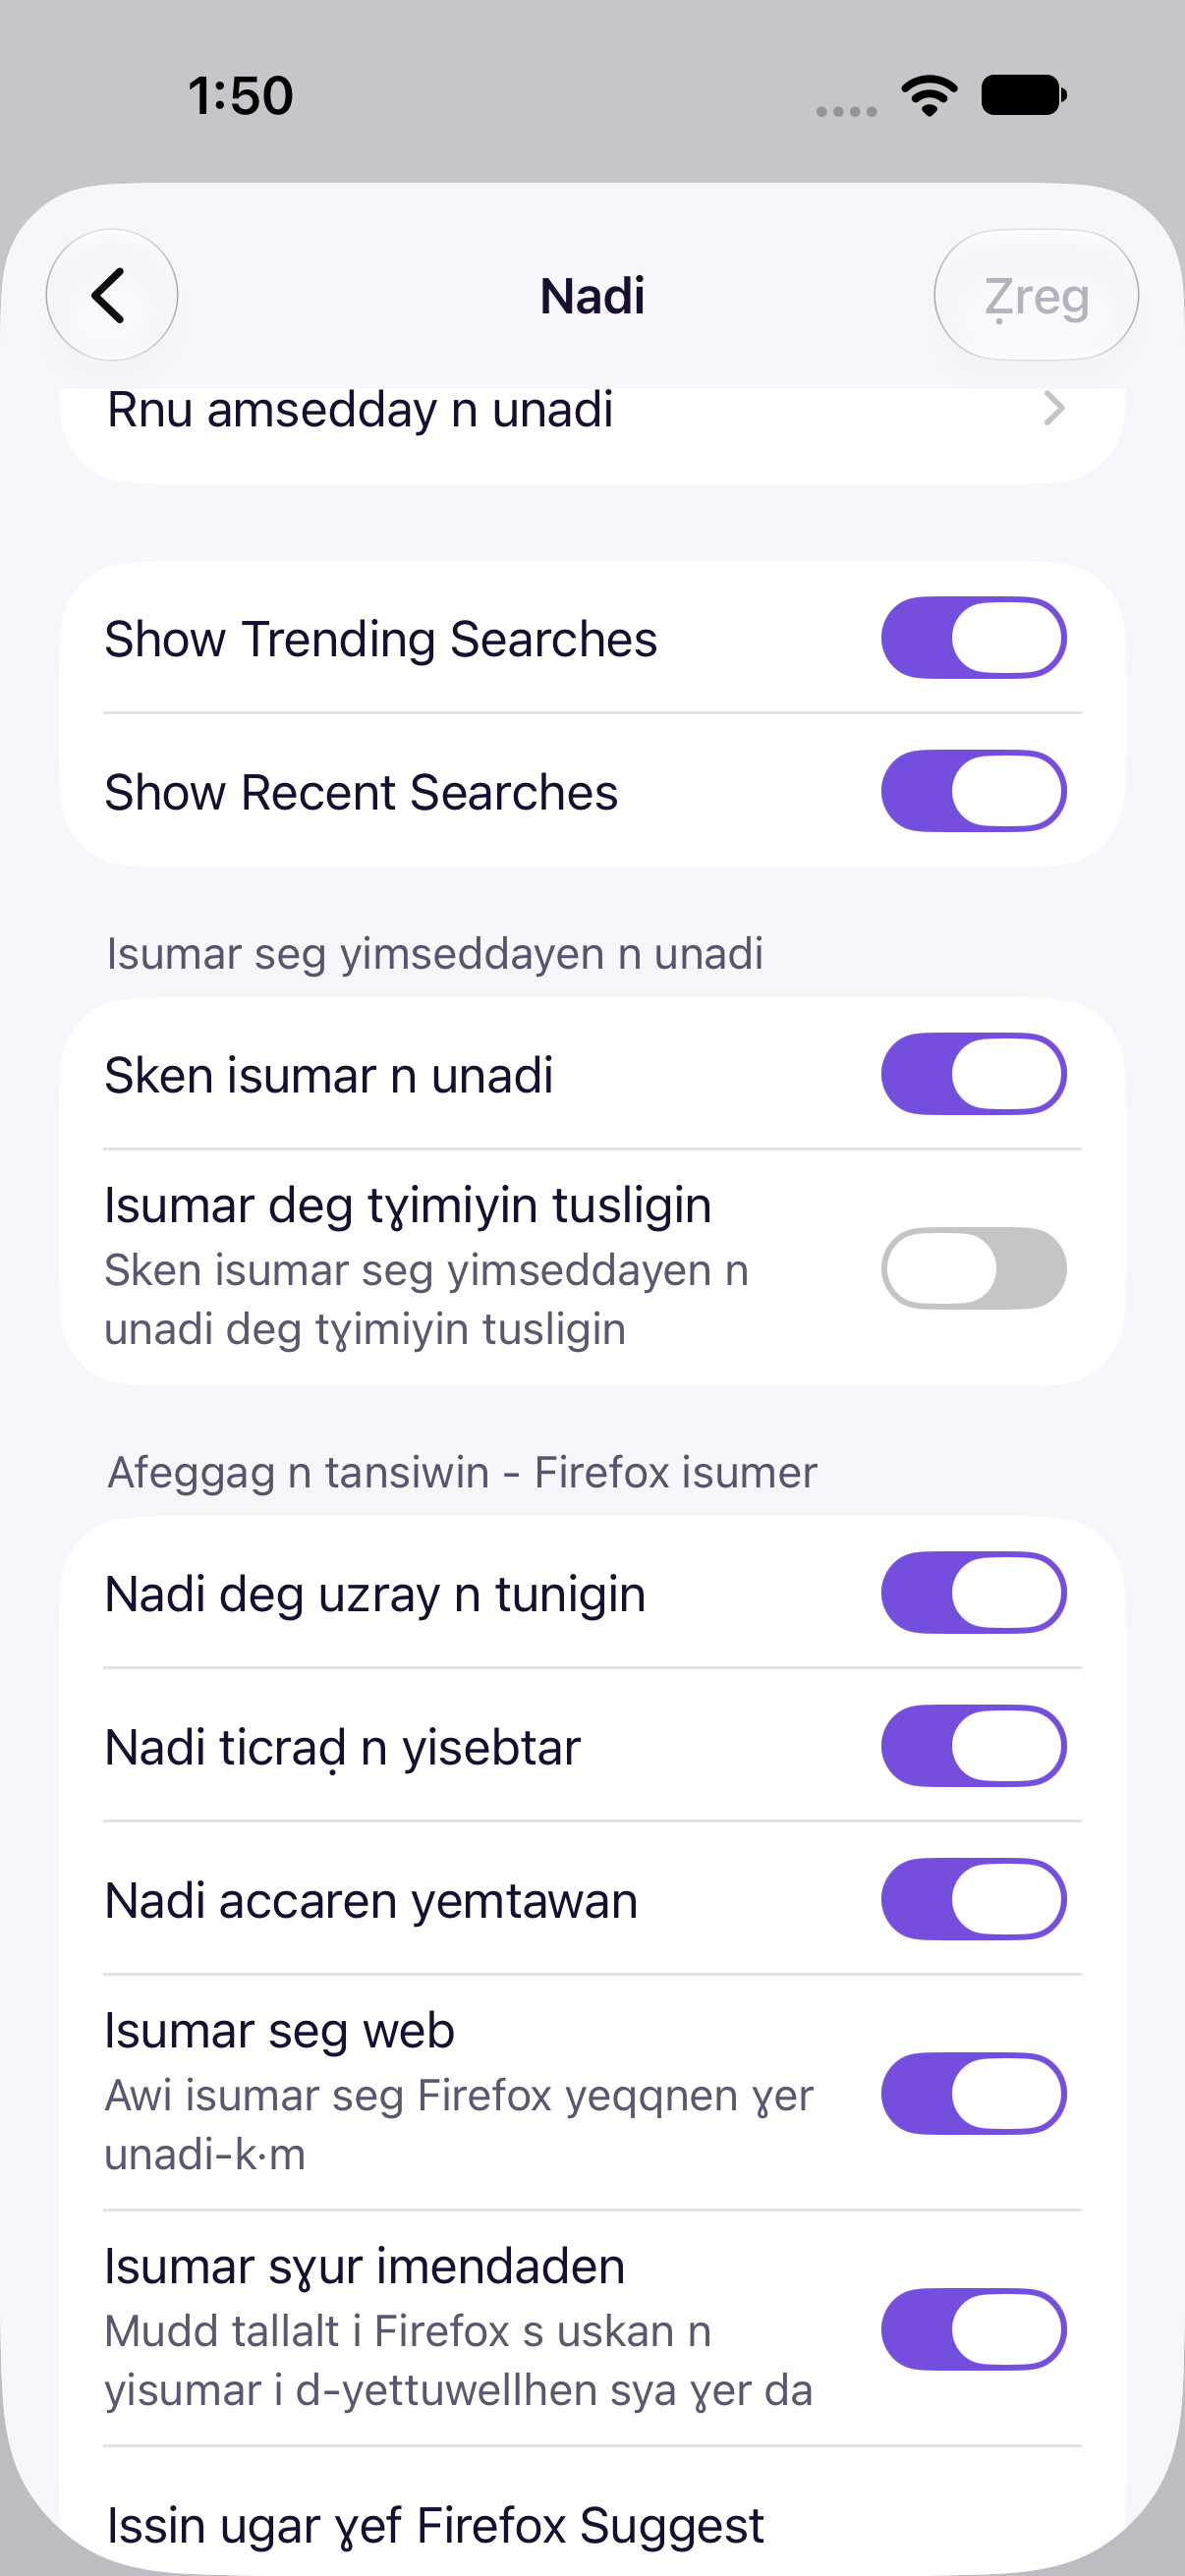 1:50
Nadi
Ẓreg
Rnu amsedday n unadi
Show Trending Searches
Show Recent Searches
Isumar seg yimseddayen n unadi
Sken isumar n unadi
Isumar deg tɣimiyin tusligin
Sken isumar seg yimseddayen n
unadi deg tɣimiyin tusligin
Afeggag n tansiwin - Firefox isumer
Nadi deg uzray n tunigin
Nadi ticraḍ n yisebtar
Nadi accaren yemtawan
Isumar seg web
Awi isumar seg Firefox yeqqnen ɣer
unadi-k·m
Isumar sɣur imendaden
Mudd tallalt i Firefox s uskan n
yisumar i d-yettuwellhen sya ɣer da
Issin ugar ɣef Firefox Suggest